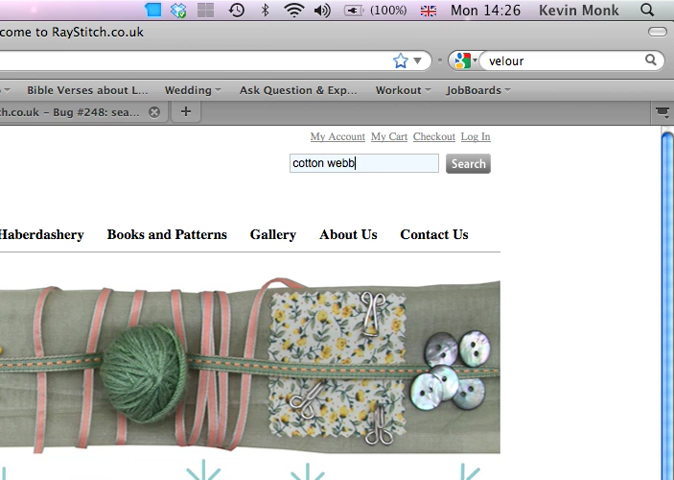 (100%) Mon 14:26 Kevin Monk
come to RayStitch.co.uk
velour
Bible Verses about L... Wedding Ask Question & Exp... Workout JobBoards
ch.co.uk – Bug #248: sea...
My Account My Cart Checkout Log In
cotton webb Search
Haberdashery Books and Patterns Gallery About Us Contact Us